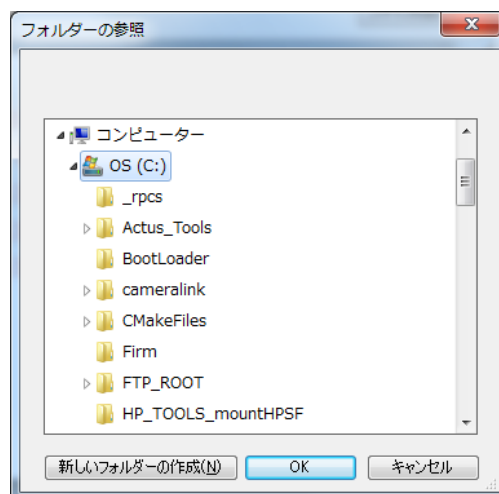 フォルダーの参照
コンピューター
OS (C:)
_rpcs
Actus_Tools
BootLoader
cameralink
CMakeFiles
Firm
FTP_ROOT
HP_TOOLS_mountHPSF
新しいフォルダーの作成(N)
OK
キャンセル